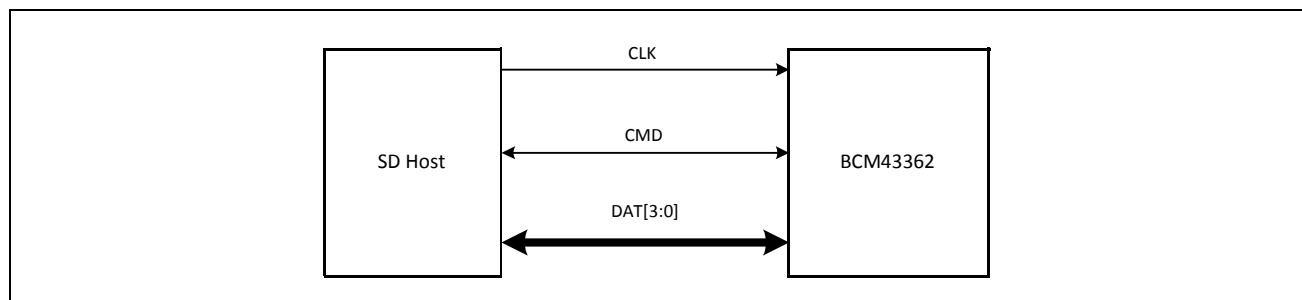 CLK
CMD
SD Host
BCM43362
DAT[3:0]